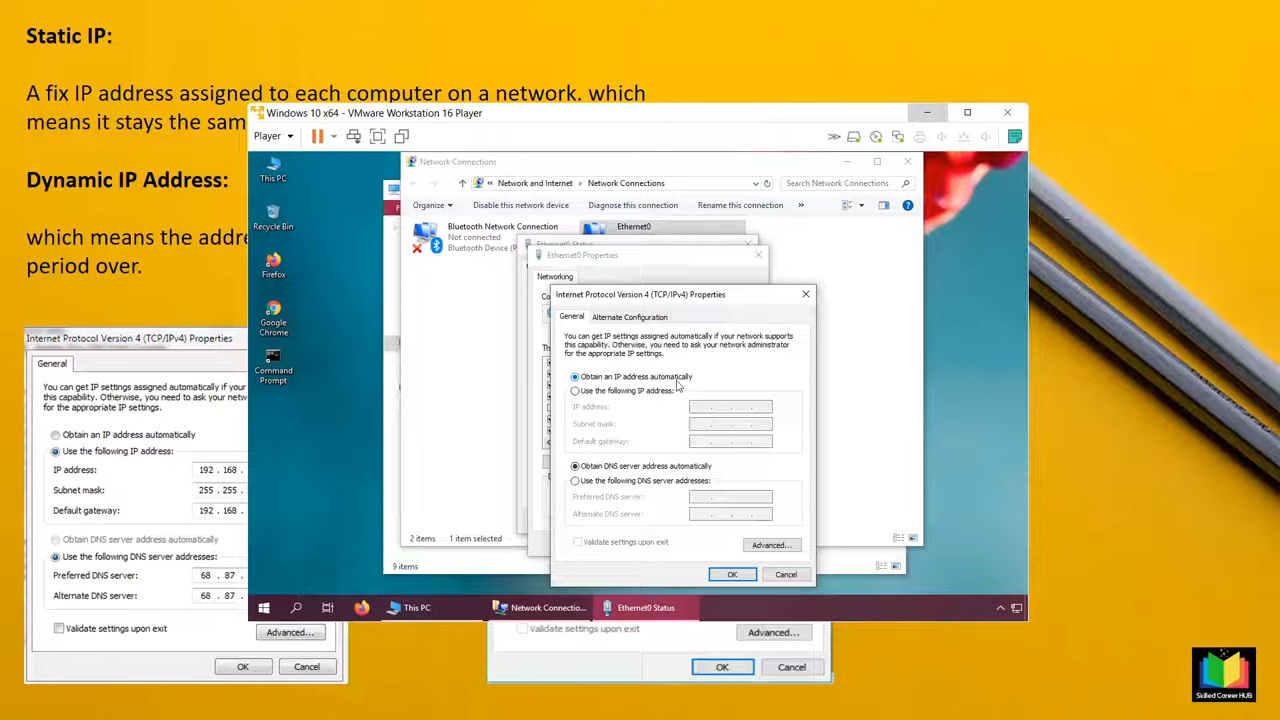 Static IP:
A fix IP address assigned to each computer on a network. which
means it stays the sam
Dynamic IP Address:
which means the addre
period over.
Internet Protocol Version 4 (TCP/IPv4) Properties
General
You can get IP settings assigned automatically if your netw
this capability. Otherwise, you need to ask your network
for the appropriate IP settings.
Obtain an IP address automatically
Use the following IP address:
IP address:
192 . 168 .
Subnet mask:
255 . 255 .
Default gateway:
192 . 168 .
Obtain DNS server address automatically
Use the following DNS server addresses:
Preferred DNS server:
68 . 87 .
Alternate DNS server:
68 . 87 .
Validate settings upon exit
Advanced...
OK
Cancel
Windows 10 x64 - VMware Workstation 16 Player
Player
This PC
Recycle Bin
Firefox
Google
Chrome
Command
Prompt
Network Connections
« Network and Internet › Network Connections
Search Network Connections
Organize
Disable this network device
Diagnose this connection
Rename this connection
»
Bluetooth Network Connection
Not connected
Bluetooth Device (P
Ethernet0
Ethernet0 Status
Ethernet0 Properties
Networking
Internet Protocol Version 4 (TCP/IPv4) Properties
General
Alternate Configuration
You can get IP settings assigned automatically if your network supports
this capability. Otherwise, you need to ask your network administrator
for the appropriate IP settings.
Obtain an IP address automatically
Use the following IP address:
IP address:
Subnet mask:
Default gateway:
Obtain DNS server address automatically
Use the following DNS server addresses:
Preferred DNS server:
Alternate DNS server:
Validate settings upon exit
Advanced...
OK
Cancel
2 items
1 item selected
9 items
This PC
Network Connectio...
Ethernet0 Status
Validate settings upon exit
Advanced...
OK
Cancel
Skilled Career HUB